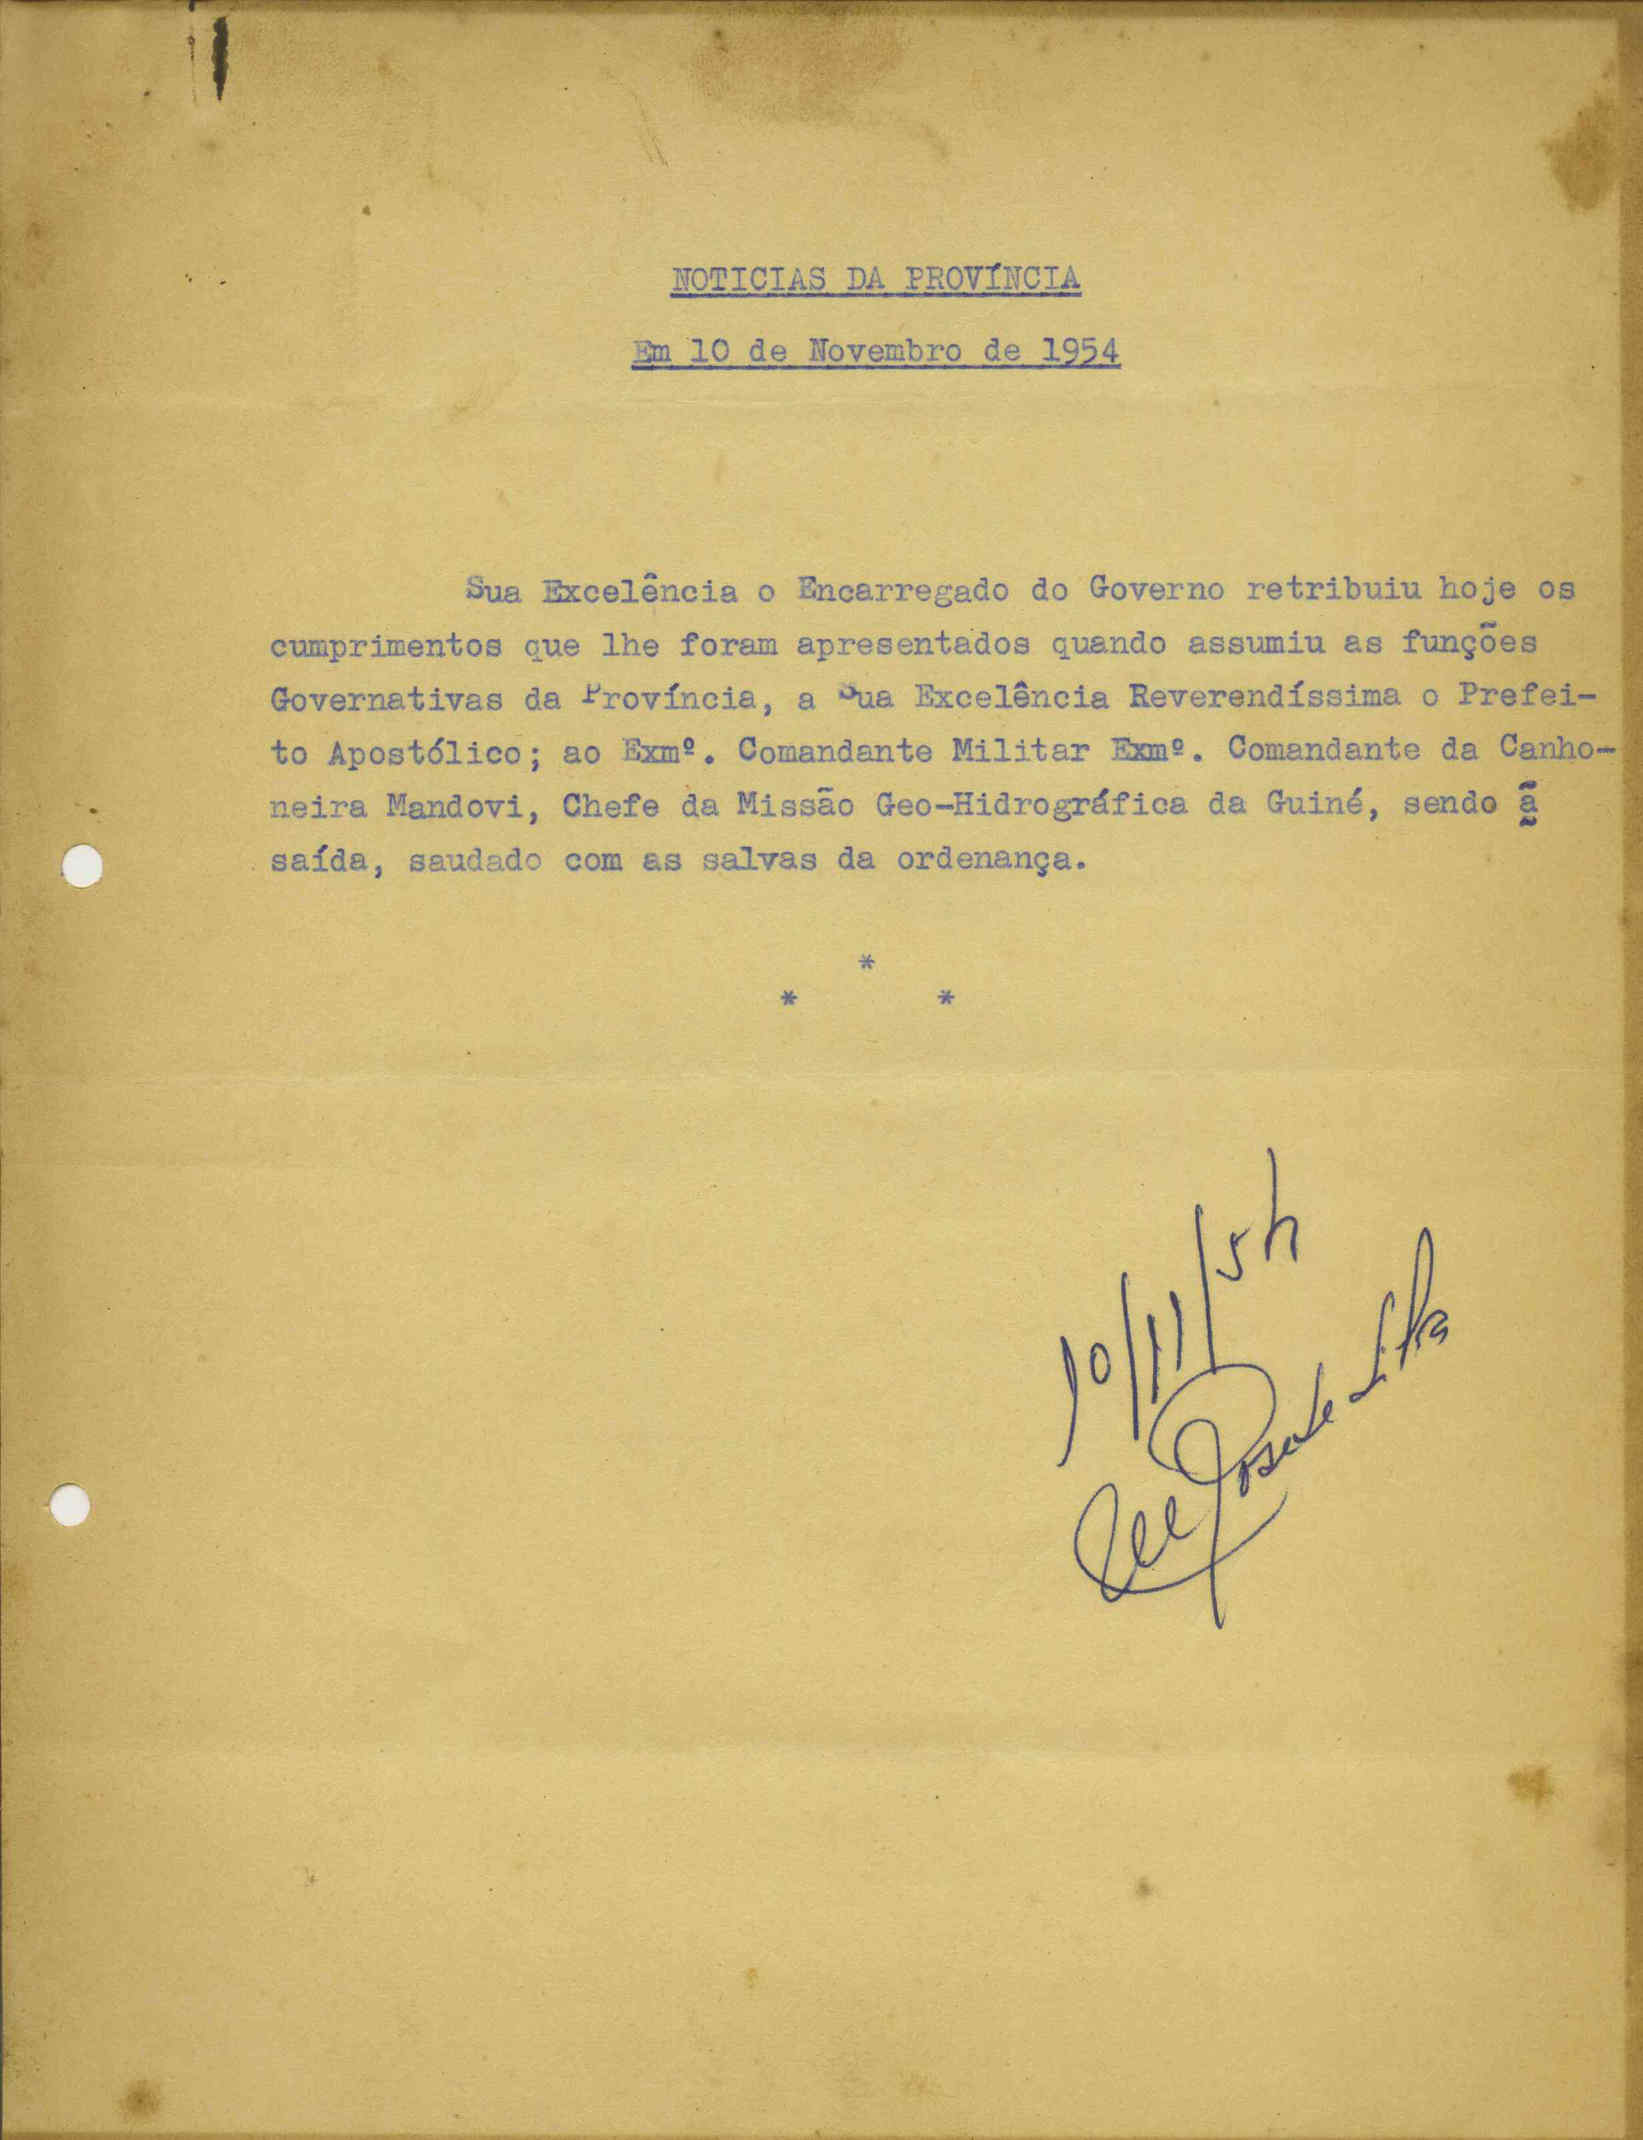 NOTICIAS DA PROVÍNCIA
Em 10 de Novembro de 1954
Sua Excelência o Encarregado do Governo retribuiu hoje os
cumprimentos que lhe foram apresentados quando assumiu as funções
Governativas da Província, a Sua Excelência Reverendíssima o Prefei-
to Apostólico; ao Exmº. Comandante Militar Exmº. Comandante da Canho-
neira Mandovi, Chefe da Missão Geo-Hidrográfica da Guiné, sendo ã
saída, saudado com as salvas da ordenança.
*
* *
10/11/54